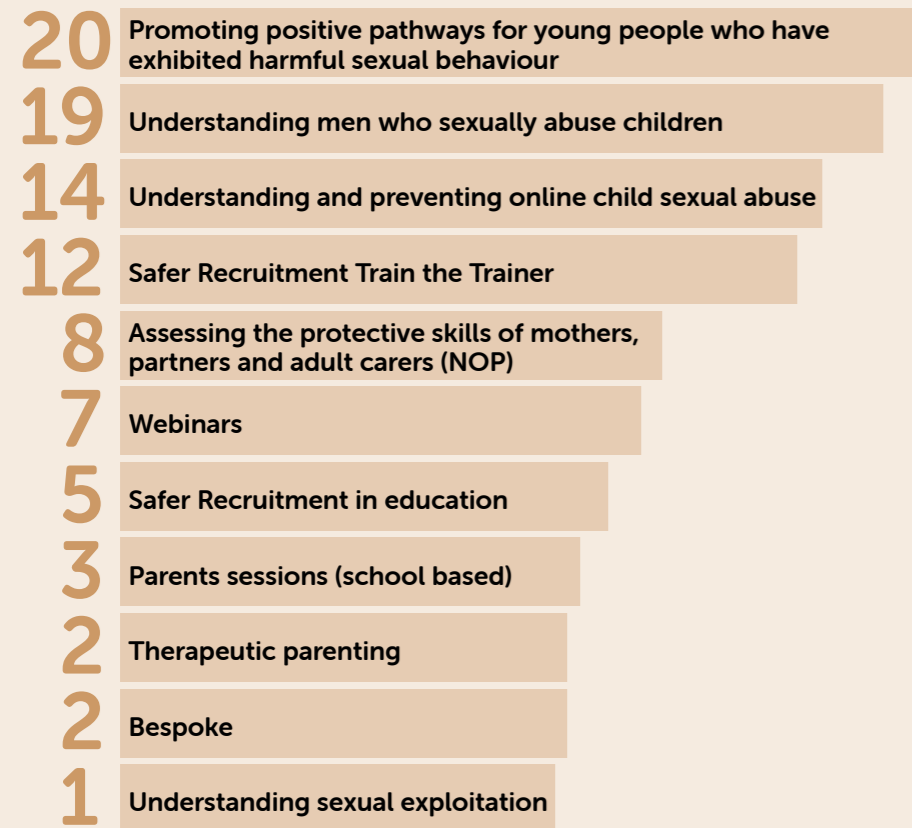 20 Promoting positive pathways for young people who have
exhibited harmful sexual behaviour
19 Understanding men who sexually abuse children
14 Understanding and preventing online child sexual abuse
12 Safer Recruitment Train the Trainer
8 Assessing the protective skills of mothers,
partners and adult carers (NOP)
7 Webinars
5 Safer Recruitment in education
3 Parents sessions (school based)
2 Therapeutic parenting
2 Bespoke
1 Understanding sexual exploitation